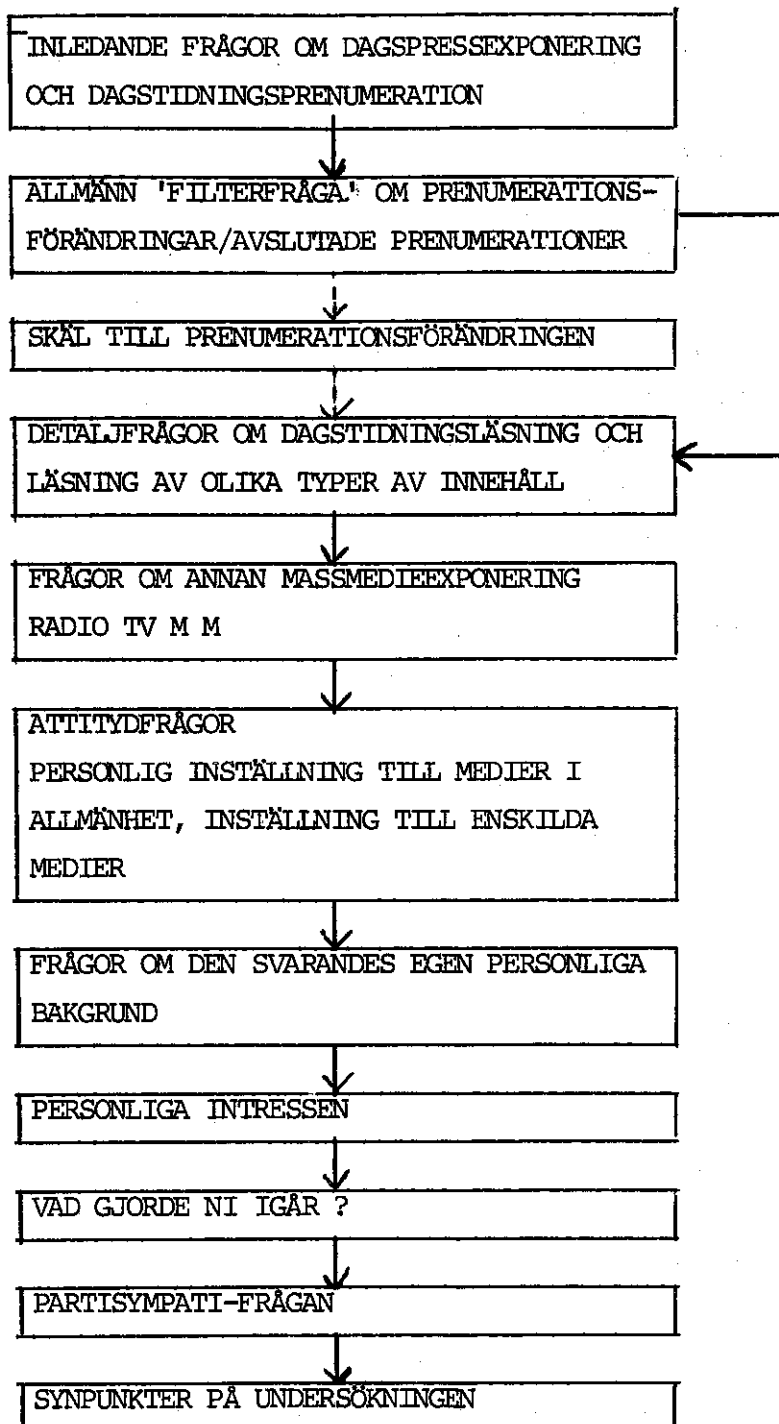 INLEDANDE FRÅGOR OM DAGSPRESSEXPONERING
OCH DAGSTIDNINGSPRENUMERATION
ALLMÄNN 'FILTERFRÅGA' OM PRENUMERATIONS-
FÖRÄNDRINGAR/AVSLUTADE PRENUMERATIONER
SKÄL TILL PRENUMERATIONSFÖRÄNDRINGEN
DETALJFRÅGOR OM DAGSTIDNINGSLÄSNING OCH
LÄSNING AV OLIKA TYPER AV INNEHÅLL
FRÅGOR OM ANNAN MASSMEDIEEXPONERING
RADIO TV M M
ATTITYDFRÅGOR
PERSONLIG INSTÄLLNING TILL MEDIER I
ALLMÄNHET, INSTÄLLNING TILL ENSKILDA
MEDIER
FRÅGOR OM DEN SVARANDES EGEN PERSONLIGA
BAKGRUND
PERSONLIGA INTRESSEN
VAD GJORDE NI IGÅR ?
PARTISYMPATI-FRÅGAN
SYNPUNKTER PÅ UNDERSÖKNINGEN